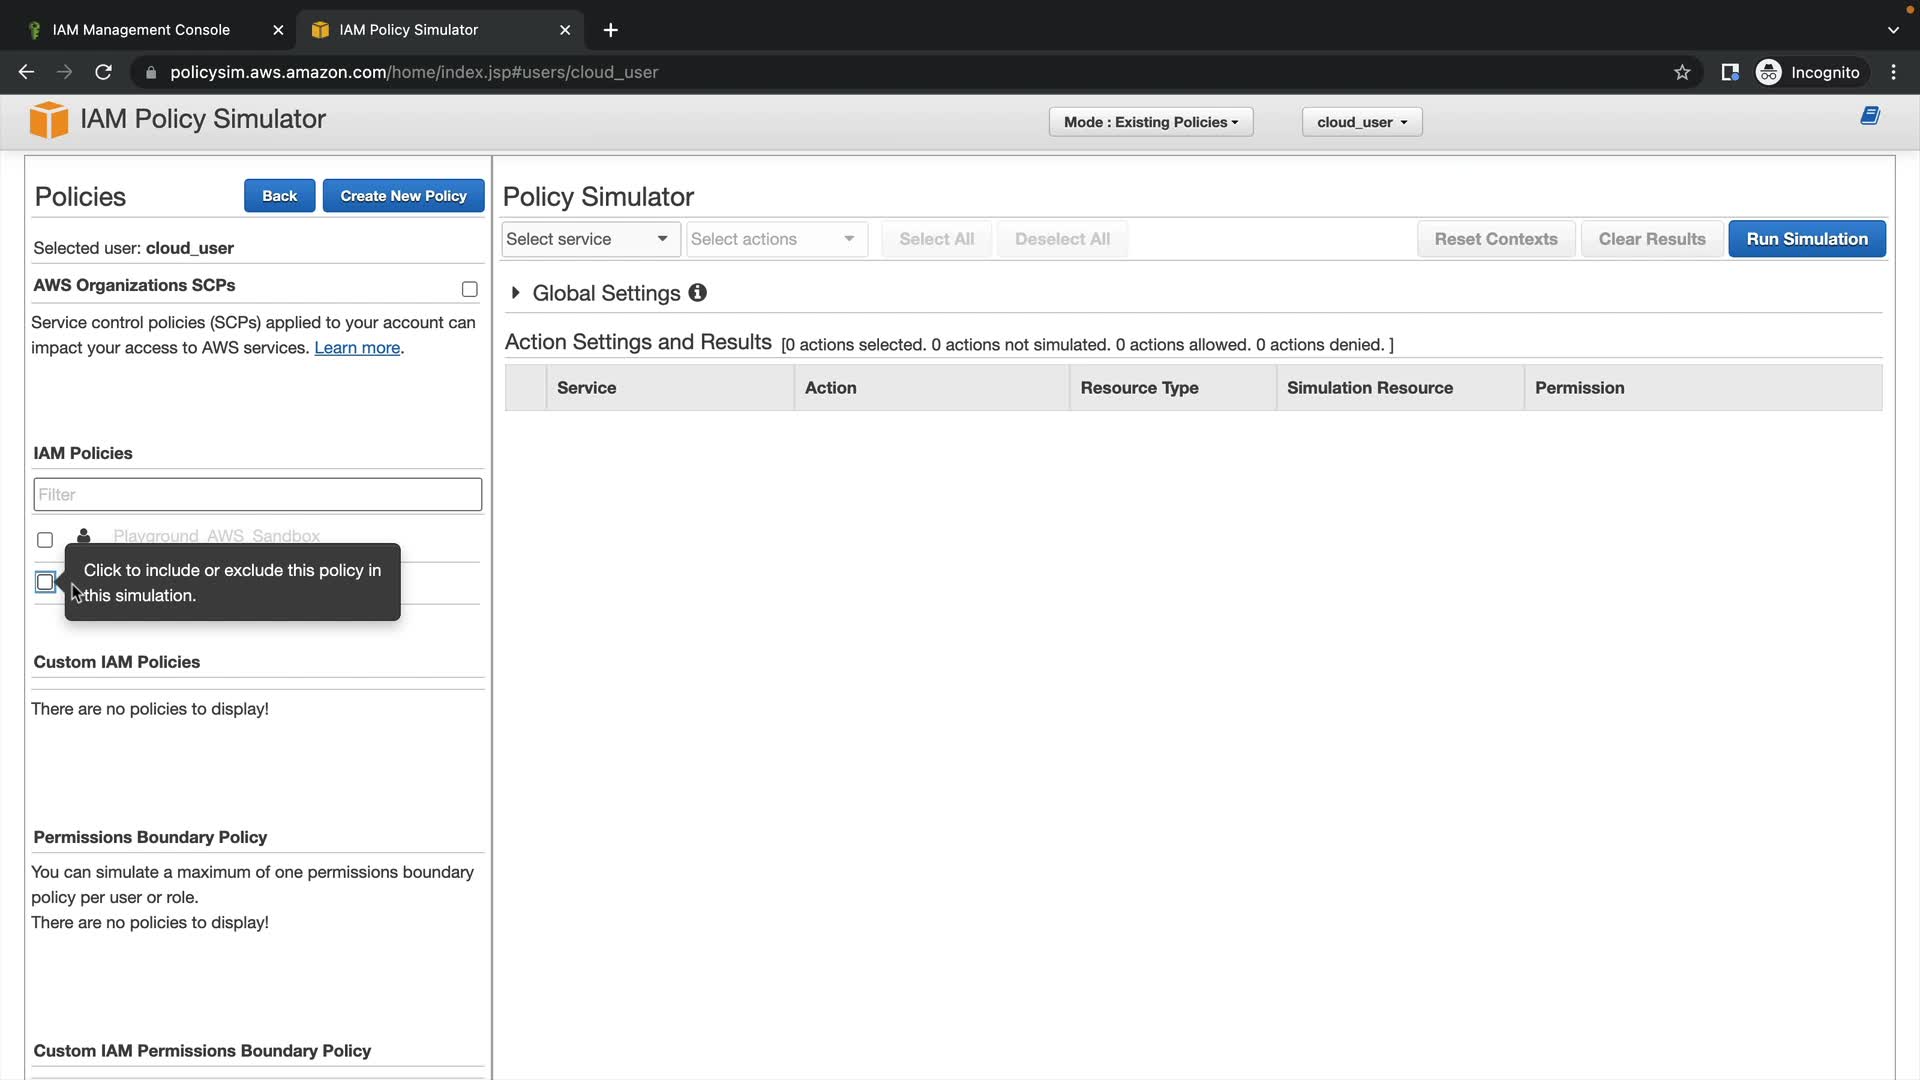 IAM Management Console
IAM Policy Simulator
policysim.aws.amazon.com/home/index.jsp#users/cloud_user
Incognito
IAM Policy Simulator
Mode : Existing Policies
cloud_user
Policies
Back
Create New Policy
Selected user: cloud_user
AWS Organizations SCPs
Service control policies (SCPs) applied to your account can
impact your access to AWS services. Learn more.
IAM Policies
Filter
Playground_AWS_Sandbox
Click to include or exclude this policy in
this simulation.
Custom IAM Policies
There are no policies to display!
Permissions Boundary Policy
You can simulate a maximum of one permissions boundary
policy per user or role.
There are no policies to display!
Custom IAM Permissions Boundary Policy
Policy Simulator
Select service
Select actions
Select All
Deselect All
Reset Contexts
Clear Results
Run Simulation
Global Settings
Action Settings and Results [0 actions selected. 0 actions not simulated. 0 actions allowed. 0 actions denied. ]
Service
Action
Resource Type
Simulation Resource
Permission